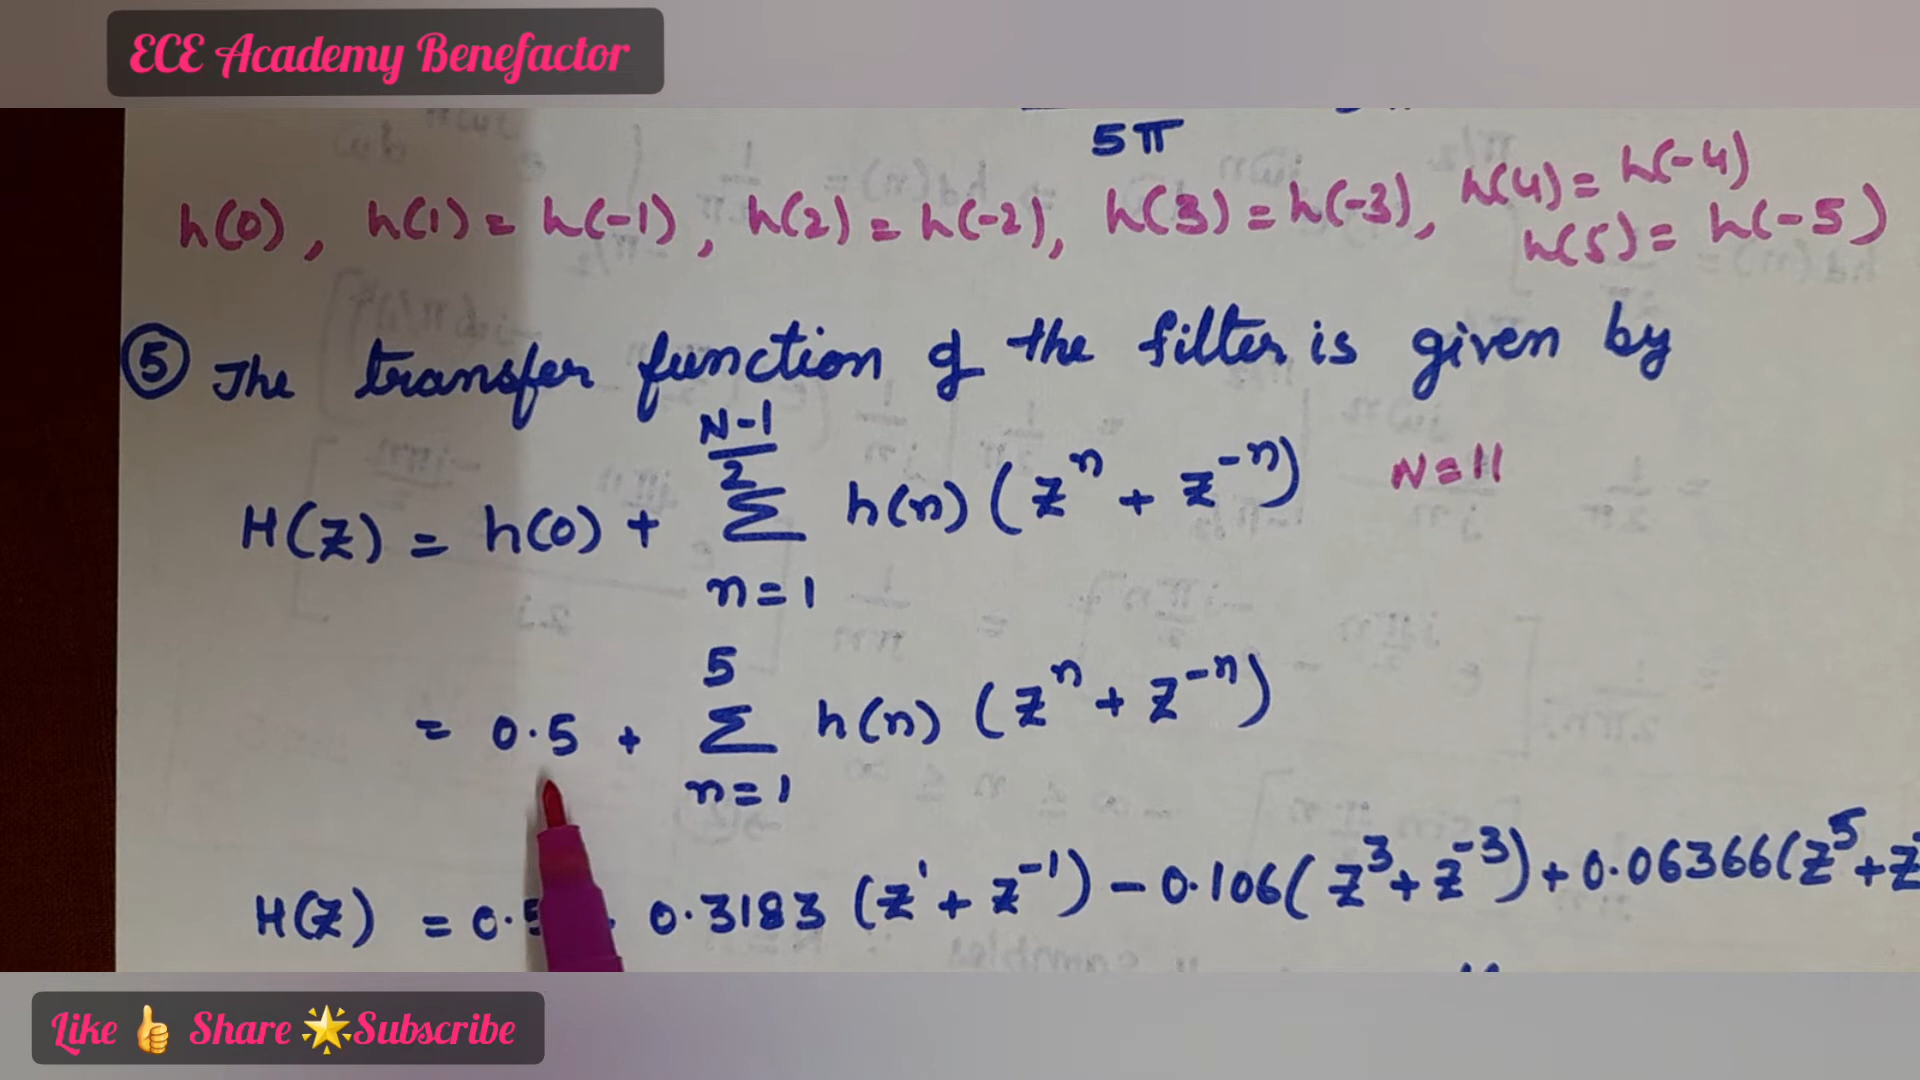 ECE Academy Benefactor
5π
h(0), h(1) = h(-1), h(2) = h(-2), h(3) = h(-3), h(4) = h(-4)
h(5) = h(-5)
⑤ The transfer function of the filter is given by
N-1
2
H(z) = h(0) + Σ h(n) (z^n + z^-n) N=11
n=1
5
= 0.5 + Σ h(n) (z^n + z^-n)
n=1
H(z) = 0.5 0.3183 (z^1 + z^-1) - 0.106 (z^3 + z^-3) + 0.06366 (z^5 + z
Like 👍 Share 🌟Subscribe